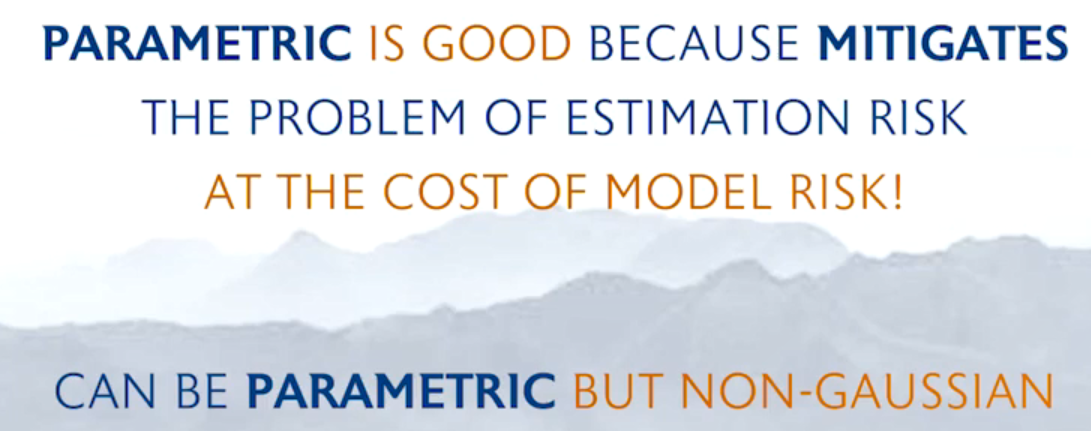 PARAMETRIC IS GOOD BECAUSE MITIGATES
THE PROBLEM OF ESTIMATION RISK
AT THE COST OF MODEL RISK!
CAN BE PARAMETRIC BUT NON-GAUSSIAN